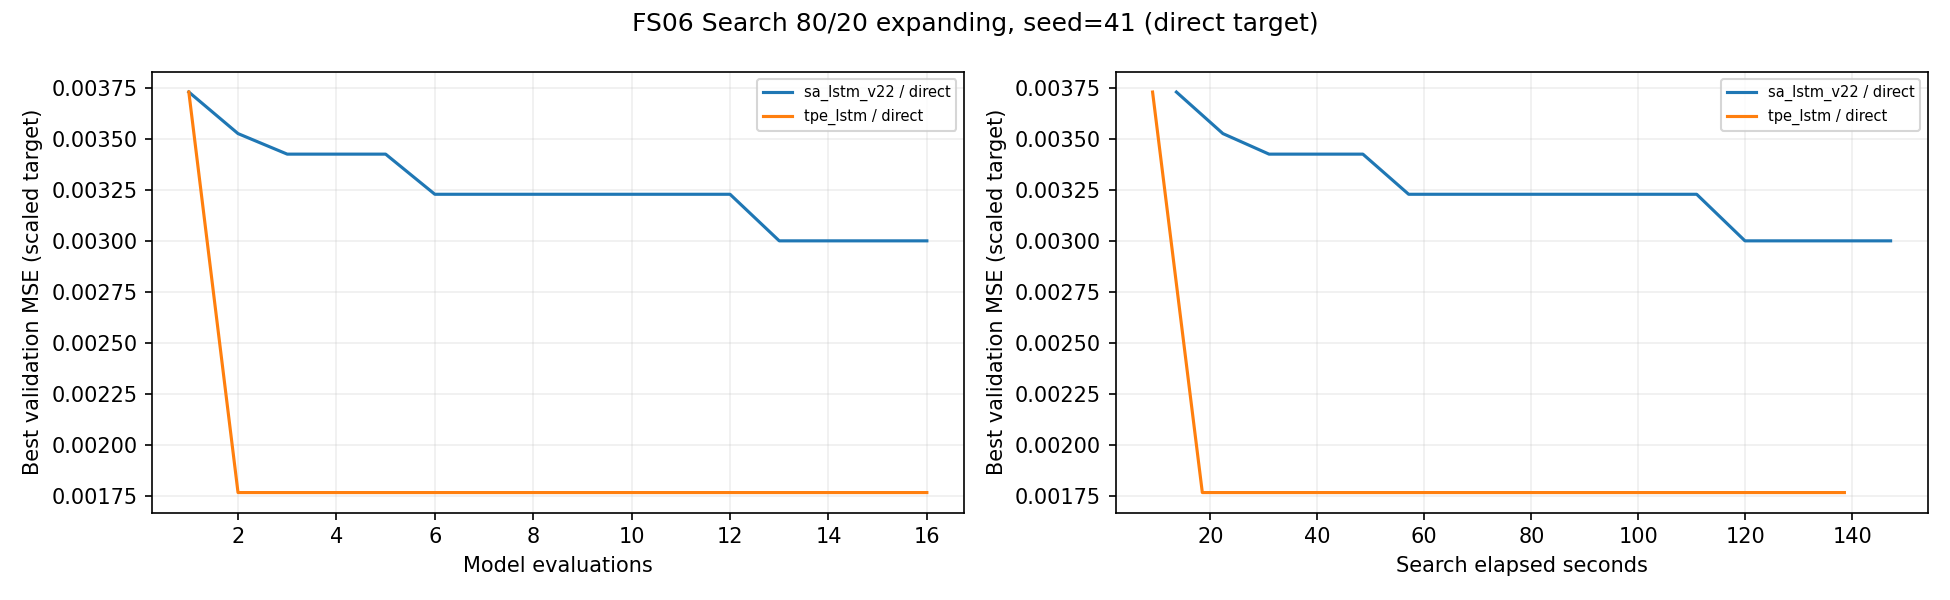 FS06 Search 80/20 expanding, seed=41 (direct target)
Best validation MSE (scaled target)
0.00375
0.00350
0.00325
0.00300
0.00275
0.00250
0.00225
0.00200
0.00175
sa_lstm_v22 / direct
tpe_lstm / direct
2 4 6 8 10 12 14 16
Model evaluations
Best validation MSE (scaled target)
0.00375
0.00350
0.00325
0.00300
0.00275
0.00250
0.00225
0.00200
0.00175
sa_lstm_v22 / direct
tpe_lstm / direct
20 40 60 80 100 120 140
Search elapsed seconds